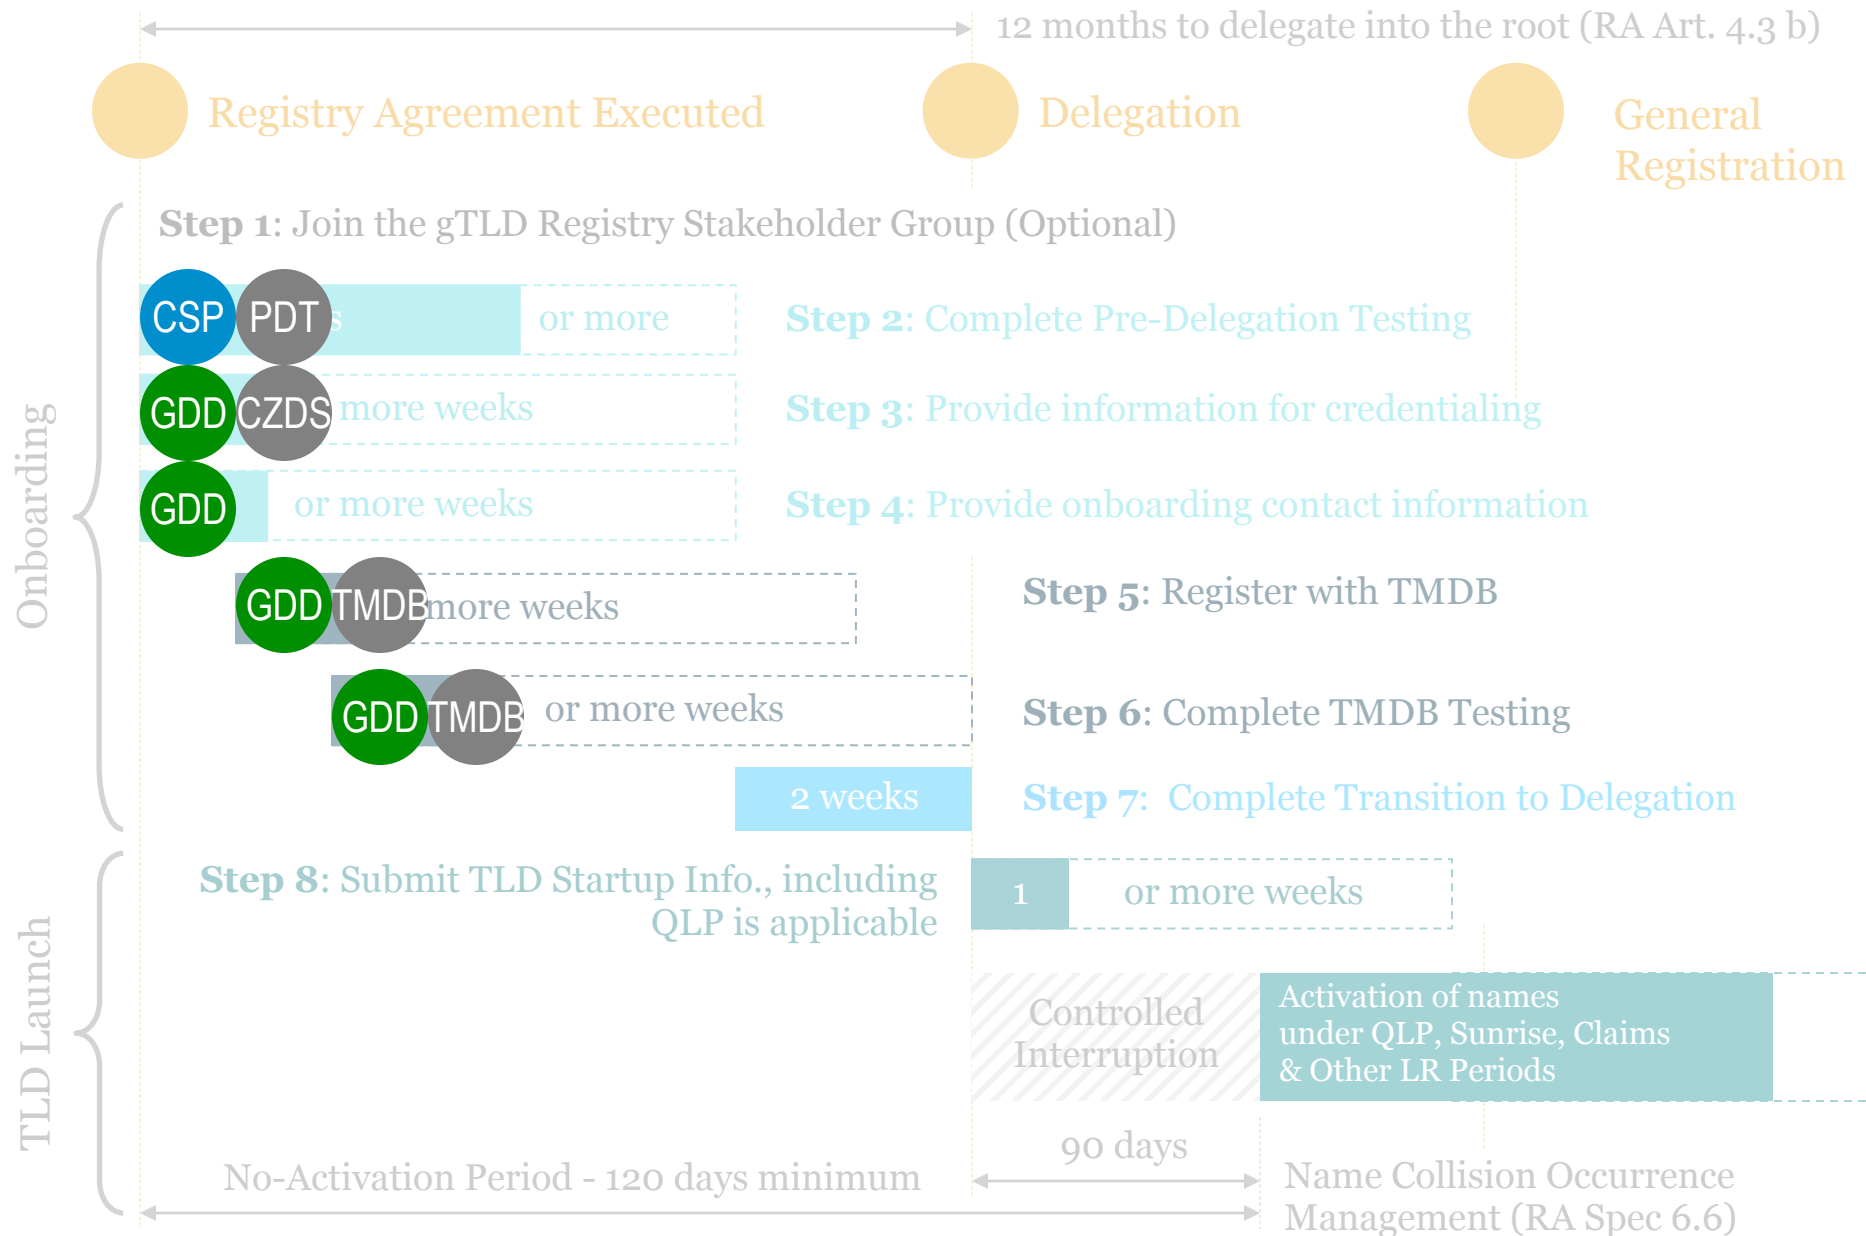 12 months to delegate into the root (RA Art. 4.3 b)
Registry Agreement Executed
Delegation
General
Registration
Onboarding
Step 1: Join the gTLD Registry Stakeholder Group (Optional)
CSP PDT s or more
Step 2: Complete Pre-Delegation Testing
GDD CZDS more weeks
Step 3: Provide information for credentialing
GDD or more weeks
Step 4: Provide onboarding contact information
GDD TMDB more weeks
Step 5: Register with TMDB
GDD TMDB or more weeks
Step 6: Complete TMDB Testing
2 weeks
Step 7: Complete Transition to Delegation
TLD Launch
Step 8: Submit TLD Startup Info., including
QLP is applicable
1 or more weeks
Controlled
Interruption
Activation of names
under QLP, Sunrise, Claims
& Other LR Periods
90 days
No-Activation Period - 120 days minimum
Name Collision Occurrence
Management (RA Spec 6.6)